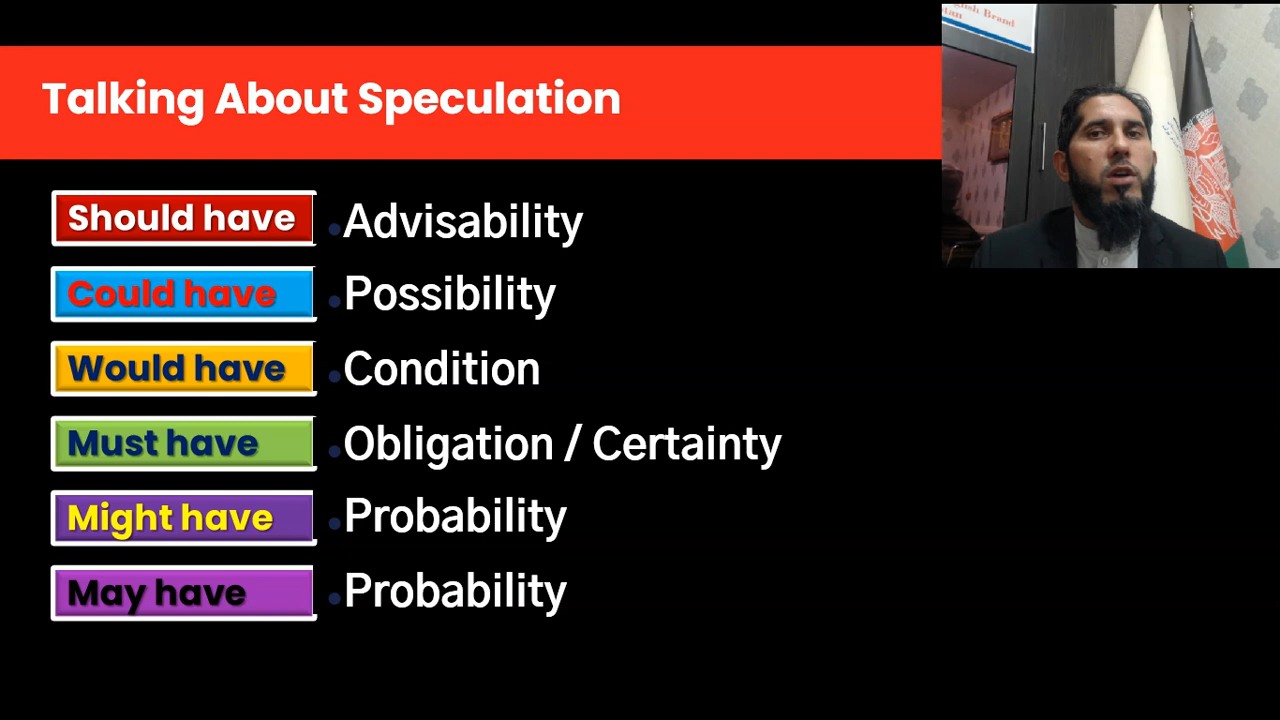 Talking About Speculation
Should have
•Advisability
Could have
•Possibility
Would have
•Condition
Must have
•Obligation / Certainty
Might have
•Probability
May have
•Probability
Brand